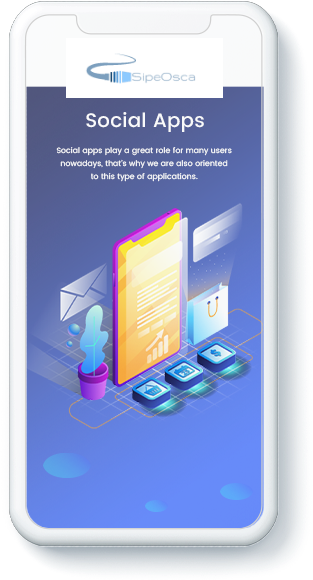 SipeOsca
Social Apps
Social apps play a great role for many users
nowadays, that's why we are also oriented
to this type of applications.